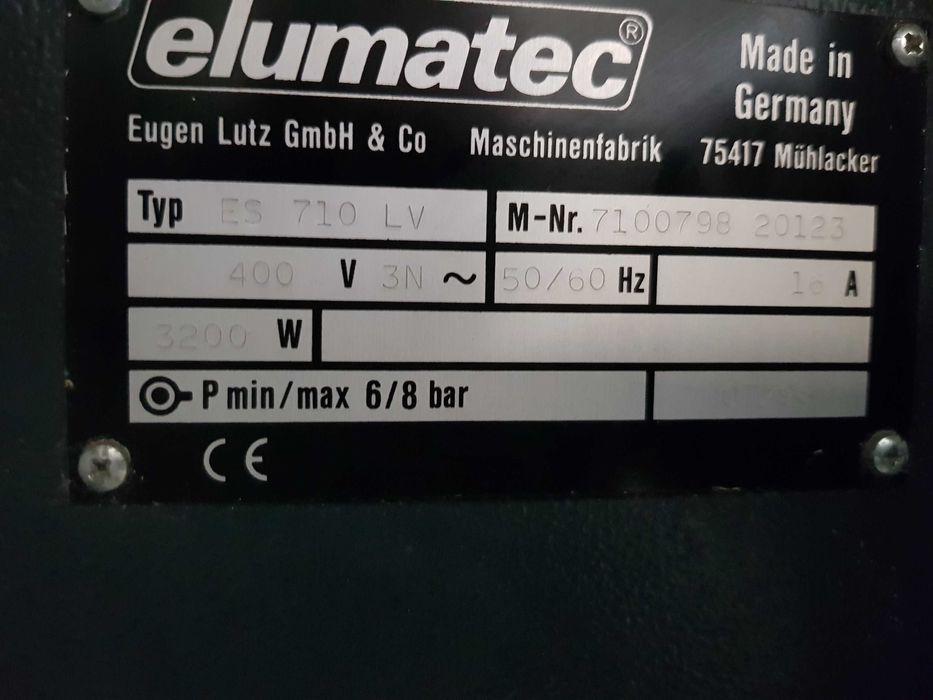 elumatec®
Made in
Germany
Eugen Lutz GmbH & Co Maschinenfabrik 75417 Mühlacker
Typ ES 710 LV M-Nr. 7100798 20123
400 V 3N ~ 50/60 Hz 16 A
3200 W
P min/max 6/8 bar
CE